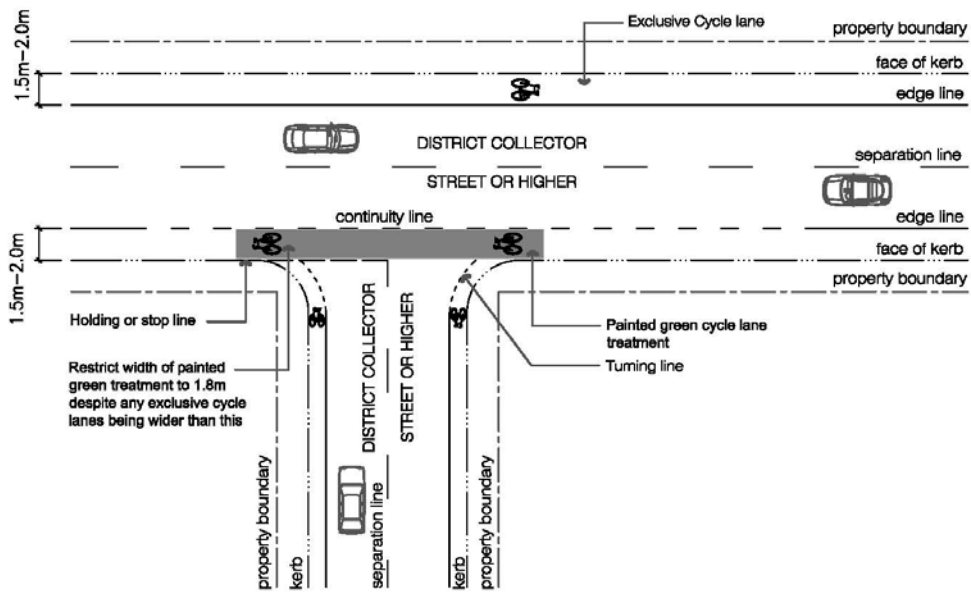 Exclusive Cycle lane
property boundary
1.5m-2.0m
face of kerb
edge line
DISTRICT COLLECTOR
separation line
STREET OR HIGHER
continuity line
edge line
1.5m-2.0m
face of kerb
property boundary
Holding or stop line
Painted green cycle lane
treatment
Turning line
Restrict width of painted
green treatment to 1.8m
despite any exclusive cycle
lanes being wider than this
DISTRICT COLLECTOR
STREET OR HIGHER
property boundary
kerb
separation line
kerb
property boundary